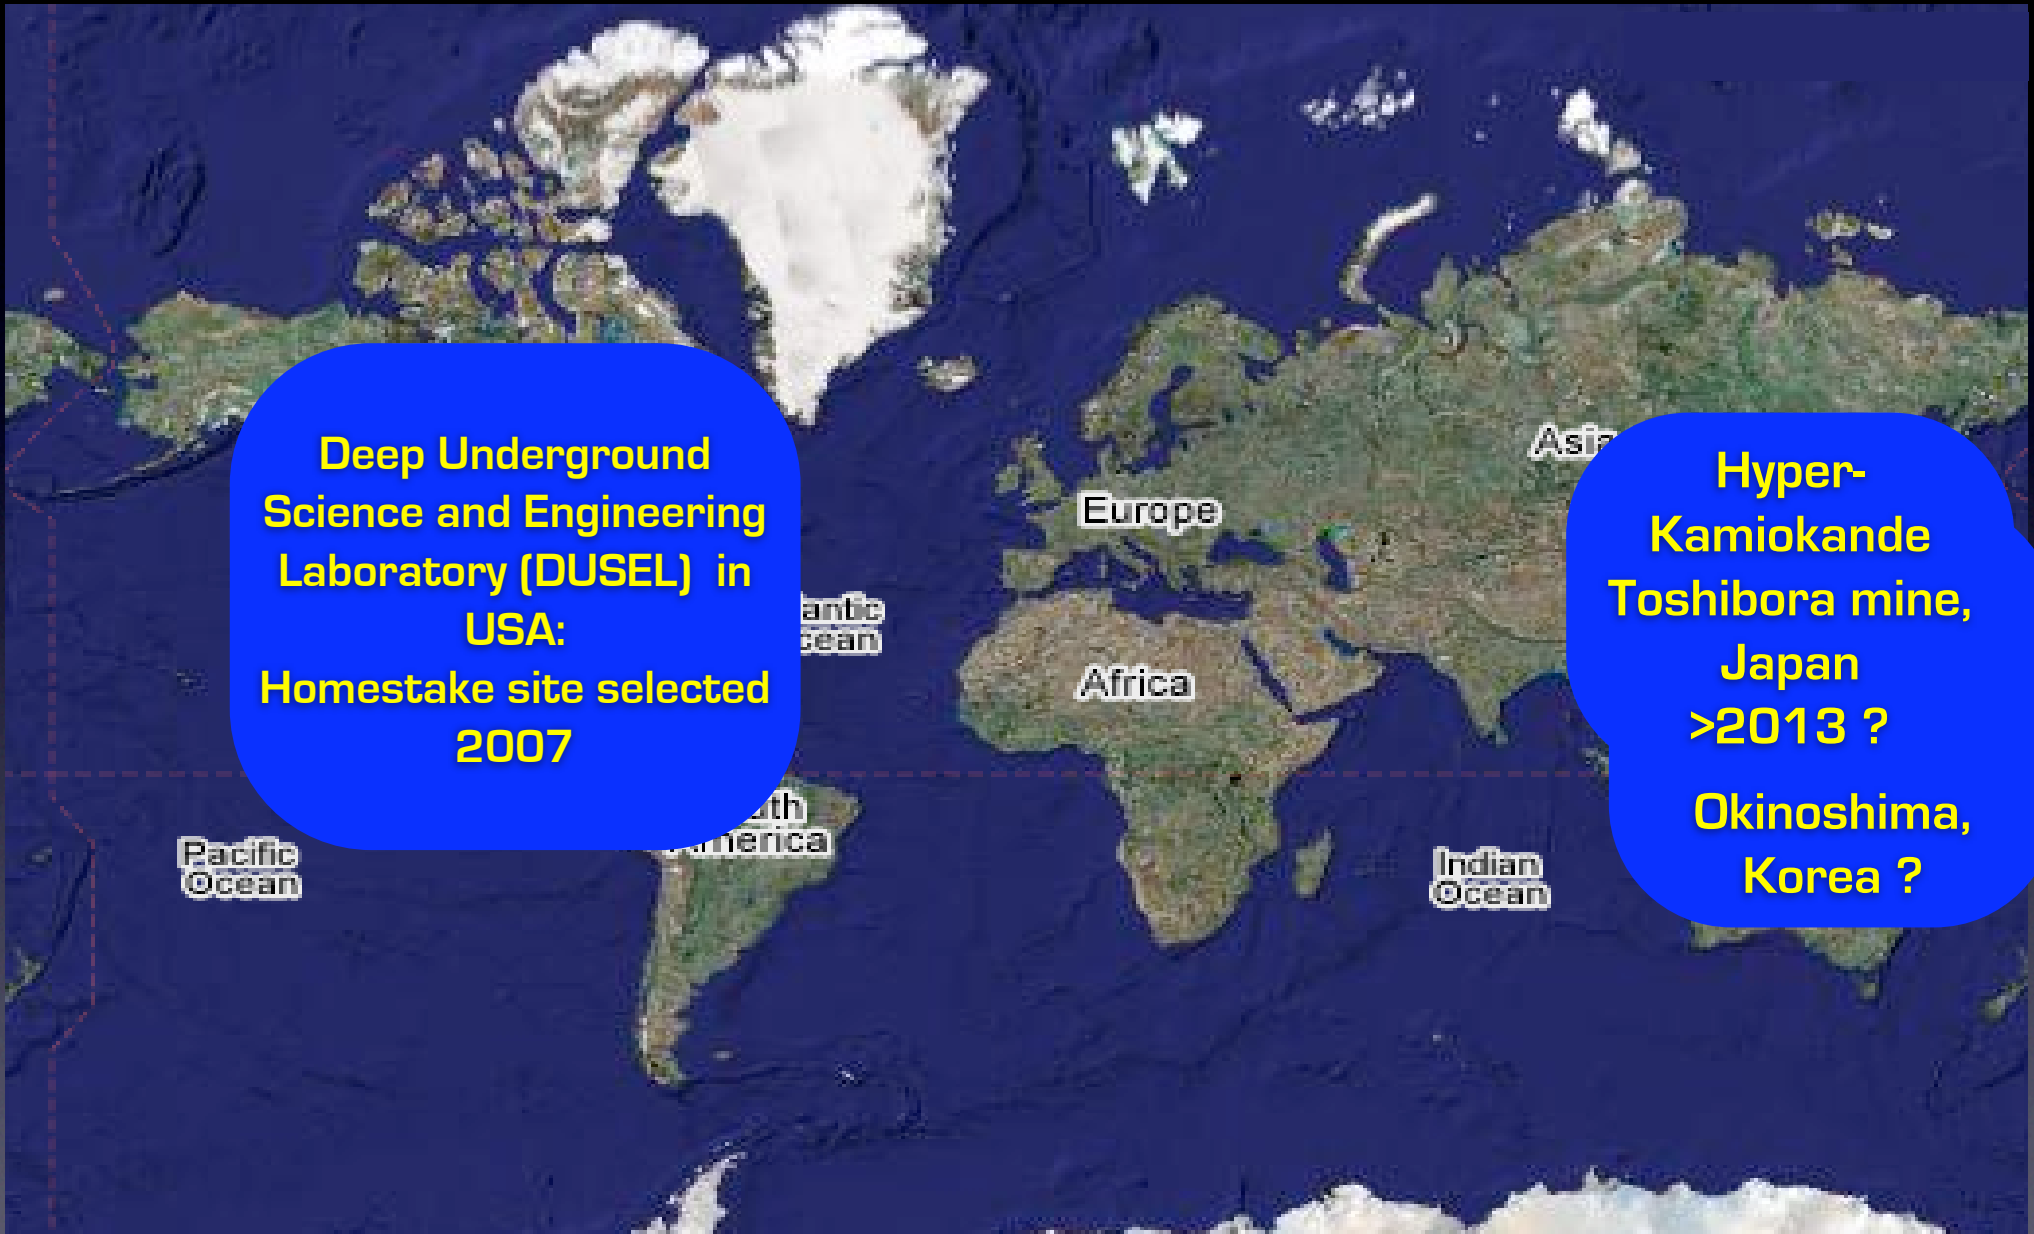 Deep Underground
Science and Engineering
Laboratory (DUSEL) in
USA:
Homestake site selected
2007
Hyper-
Kamiokande
Toshibora mine,
Japan
>2013 ?
Okinoshima,
Korea ?
Europe
Africa
Pacific
Ocean
Indian
Ocean